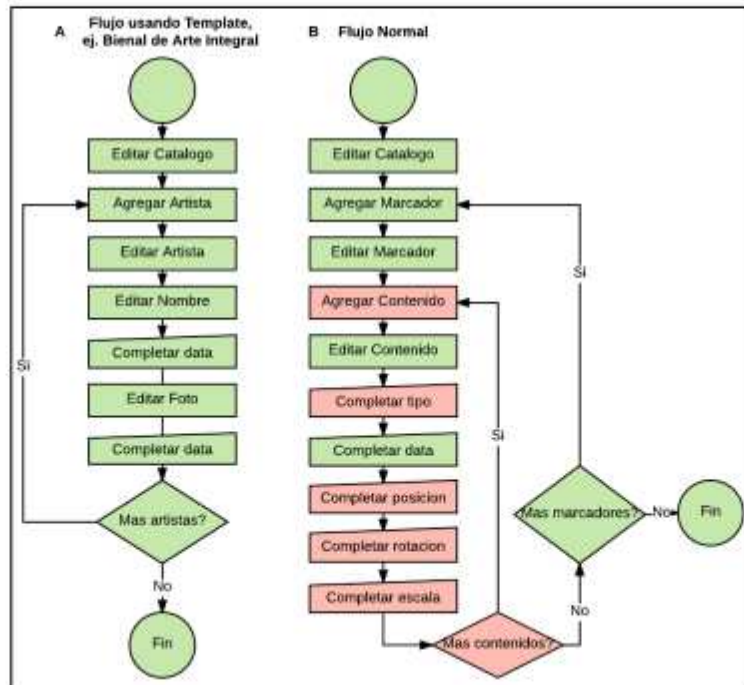 A Flujo usando Template,
ej. Bienal de Arte Integral
Editar Catalogo
Agregar Artista
Editar Artista
Editar Nombre
Completar data
Editar Foto
Completar data
Mas artistas?
Si
No
Fin
B Flujo Normal
Editar Catalogo
Agregar Marcador
Editar Marcador
Agregar Contenido
Editar Contenido
Completar tipo
Completar data
Completar posicion
Completar rotacion
Completar escala
Mas contenidos?
Si
No
Mas marcadores?
Si
No
Fin